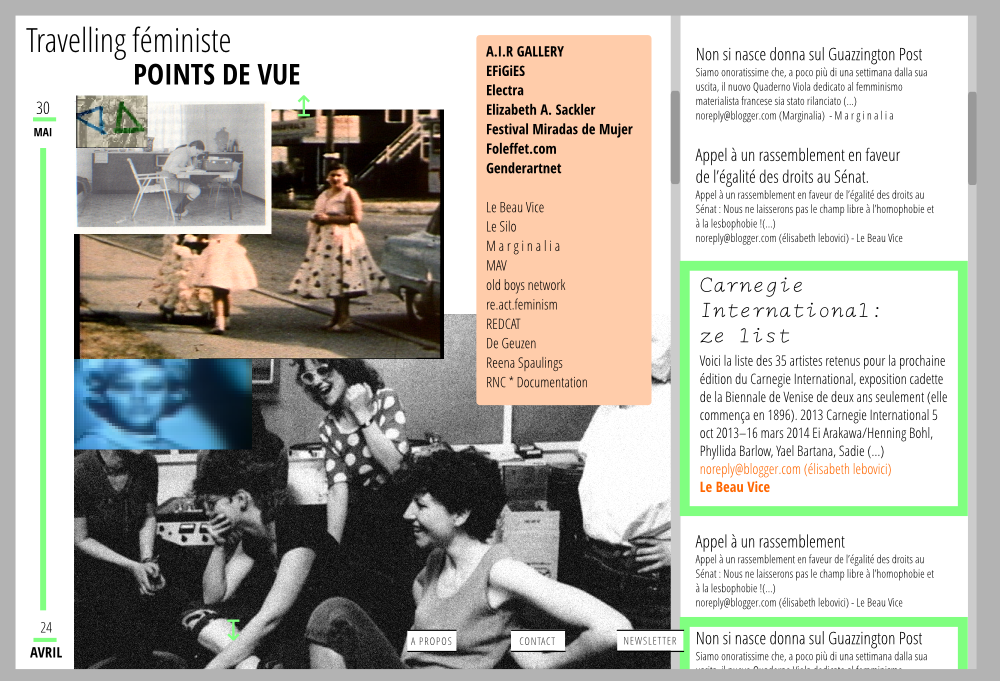 Travelling féministe
POINTS DE VUE
30
MAI
24
AVRIL
A.I.R GALLERY
EFiGiES
Electra
Elizabeth A. Sackler
Festival Miradas de Mujer
Foleffet.com
Genderartnet
Le Beau Vice
Le Silo
M a r g i n a l i a
MAV
old boys network
re.act.feminism
REDCAT
De Geuzen
Reena Spaulings
RNC * Documentation
A PROPOS
CONTACT
NEWSLETTER
Non si nasce donna sul Guazzington Post
Siamo onoratissime che, a poco più di una settimana dalla sua
uscita, il nuovo Quaderno Viola dedicato al femminismo
materialista francese sia stato rilanciato (...)
noreply@blogger.com (Marginalia) - M a r g i n a l i a
Appel à un rassemblement en faveur
de l'égalité des droits au Sénat.
Appel à un rassemblement en faveur de l'égalité des droits au
Sénat : Nous ne laisserons pas le champ libre à l'homophobie et
à la lesbophobie !(...)
noreply@blogger.com (élisabeth lebovici) - Le Beau Vice
Carnegie
International:
ze list
Voici la liste des 35 artistes retenus pour la prochaine
édition du Carnegie International, exposition cadette
de la Biennale de Venise de deux ans seulement (elle
commença en 1896). 2013 Carnegie International 5
oct 2013–16 mars 2014 Ei Arakawa/Henning Bohl,
Phyllida Barlow, Yael Bartana, Sadie (...)
noreply@blogger.com (élisabeth lebovici)
Le Beau Vice
Appel à un rassemblement
Appel à un rassemblement en faveur de l'égalité des droits au
Sénat : Nous ne laisserons pas le champ libre à l'homophobie et
à la lesbophobie !(...)
noreply@blogger.com (élisabeth lebovici) - Le Beau Vice
Non si nasce donna sul Guazzington Post
Siamo onoratissime che, a poco più di una settimana dalla sua